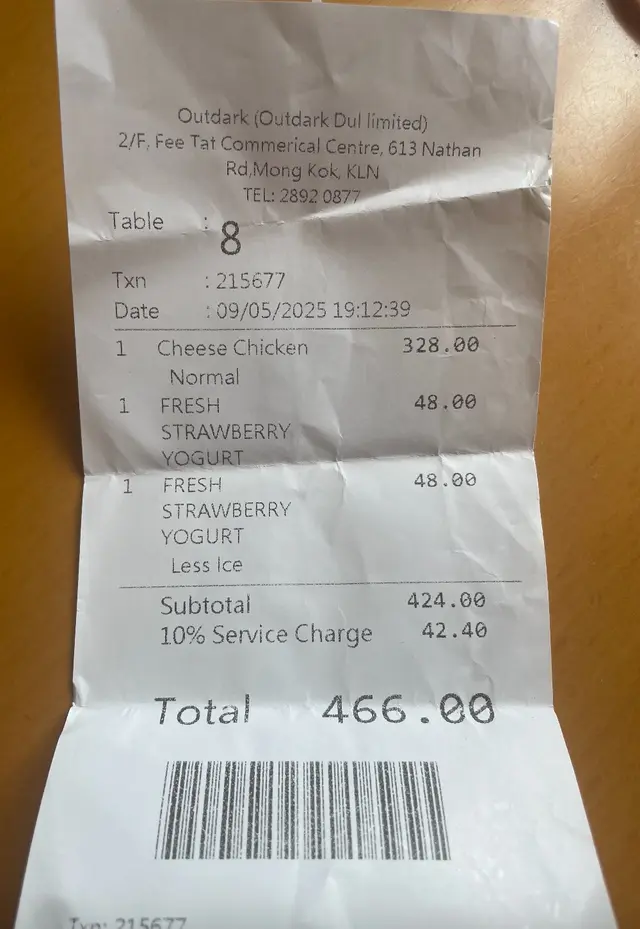 Outdark (Outdark Dul limited)
2/F, Fee Tat Commerical Centre, 613 Nathan
Rd,Mong Kok, KLN
TEL: 2892 0877
Table : 8
Txn : 215677
Date : 09/05/2025 19:12:39
1 Cheese Chicken 328.00
Normal
1 FRESH 48.00
STRAWBERRY
YOGURT
1 FRESH 48.00
STRAWBERRY
YOGURT
Less Ice
Subtotal 424.00
10% Service Charge 42.40
Total 466.00
Txn: 215677